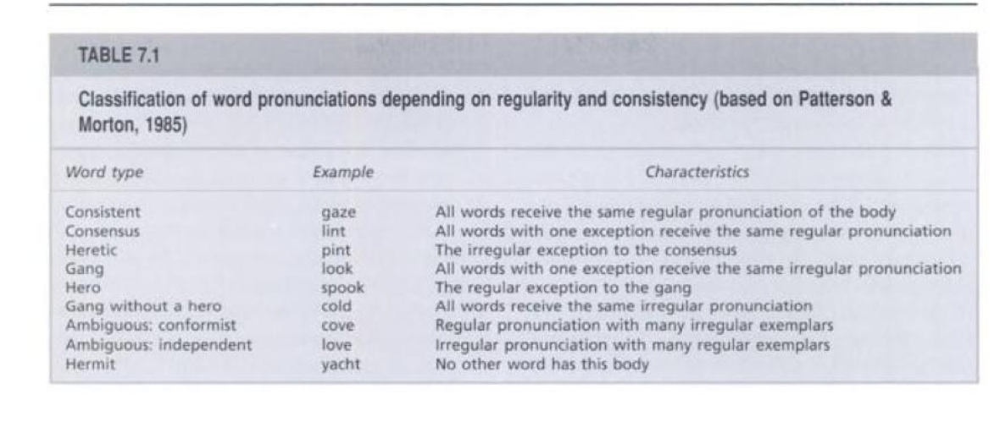 TABLE 7.1
Classification of word pronunciations depending on regularity and consistency (based on Patterson &
Morton, 1985)
Word type Example Characteristics
Consistent gaze All words receive the same regular pronunciation of the body
Consensus lint All words with one exception receive the same regular pronunciation
Heretic pint The irregular exception to the consensus
Gang look All words with one exception receive the same irregular pronunciation
Hero spook The regular exception to the gang
Gang without a hero cold All words receive the same irregular pronunciation
Ambiguous: conformist cove Regular pronunciation with many irregular exemplars
Ambiguous: independent love Irregular pronunciation with many regular exemplars
Hermit yacht No other word has this body